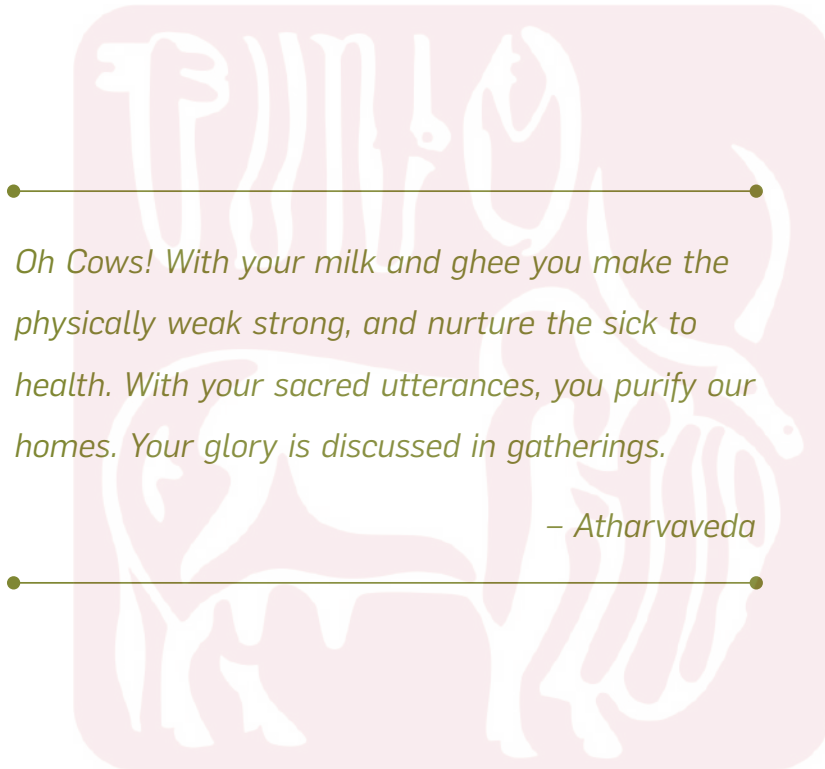 Oh Cows! With your milk and ghee you make the
physically weak strong, and nurture the sick to
health. With your sacred utterances, you purify our
homes. Your glory is discussed in gatherings.
– Atharvaveda